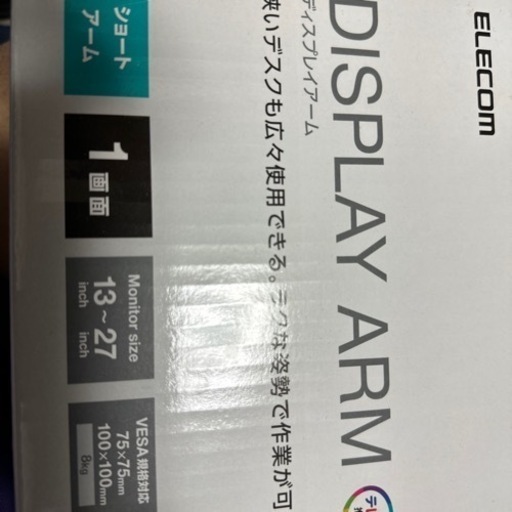 ELECOM
DISPLAY ARM
ディスプレイアーム
狭いデスクも広々使用できる。ラクな姿勢で作業が可
ショート
アーム
1画面
Monitor size
13~27
inch inch
VESA規格対応
75×75mm
100×100mm
8kg
テレ